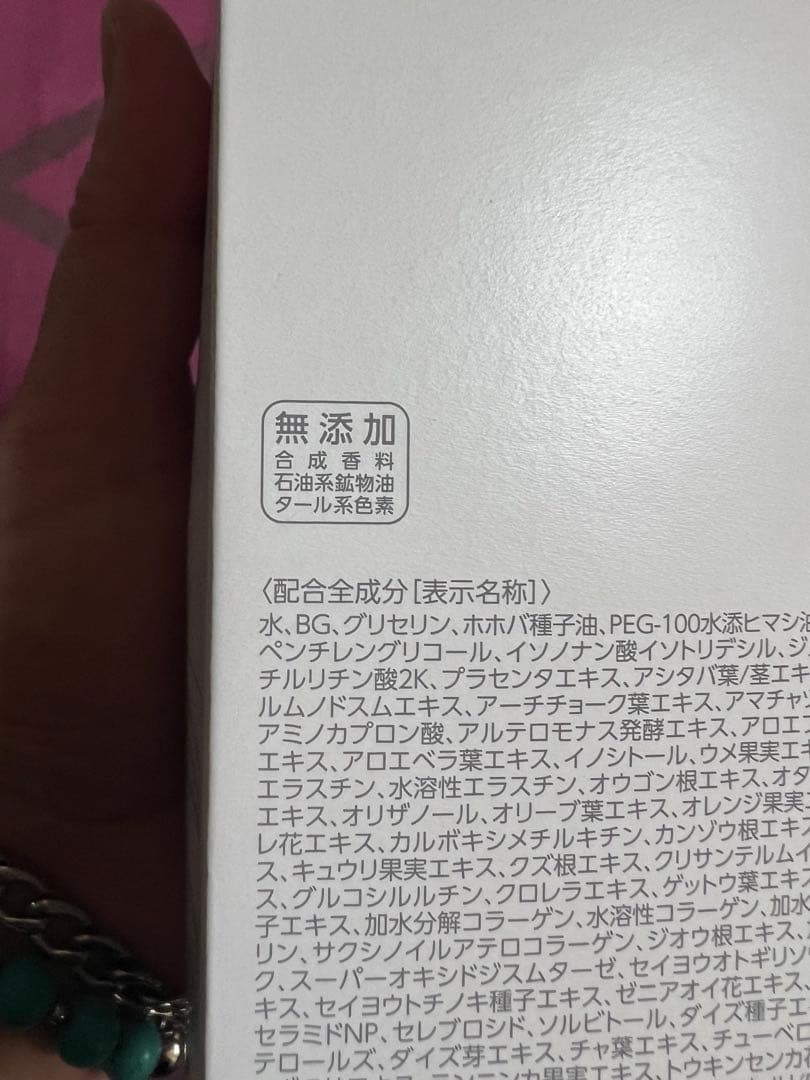 無添加
合成香料
石油系鉱物油
タール系色素
〈配合全成分[表示名称]〉
水、BG、グリセリン、ホホバ種子油、PEG-100水添ヒマシ油
ペンチレングリコール、イソノナン酸イソトリデシル、ジ
チルリチン酸2K、プラセンタエキス、アシタバ葉/茎エキ
ルムノドスムエキス、アーチチョーク葉エキス、アマチャヅ
アミノカプロン酸、アルテロモナス発酵エキス、アロエ
エキス、アロエベラ葉エキス、イノシトール、ウメ果実エキ
エラスチン、水溶性エラスチン、オウゴン根エキス、オタ
エキス、オリザノール、オリーブ葉エキス、オレンジ果実エ
レ花エキス、カルボキシメチルキチン、カンゾウ根エキス
ス、キュウリ果実エキス、クズ根エキス、クリサンテルムイ
ス、グルコシルルチン、クロレラエキス、ゲットウ葉エキス
子エキス、加水分解コラーゲン、水溶性コラーゲン、加水
リン、サクシノイルアテロコラーゲン、ジオウ根エキス、
ク、スーパーオキシドジスムターゼ、セイヨウオトギリソウ
キス、セイヨウトチノキ種子エキス、ゼニアオイ花エキス、
セラミドNP、セレブロシド、ソルビトール、ダイズ種子エ
テロールズ、ダイズ芽エキス、チャ葉エキス、チューベロ
果実エキス、トウキンセンカ